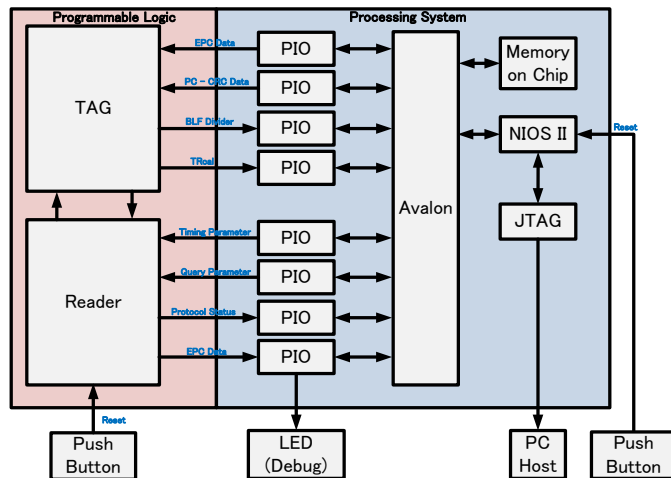 Programmable Logic
Processing System
TAG
EPC Data
PIO
PC - CRC Data
PIO
BLF Divider
PIO
TRcal
PIO
Avalon
Memory
on Chip
NIOS II
Reset
JTAG
Reader
Timing Parameter
PIO
Query Parameter
PIO
Protocol Status
PIO
EPC Data
PIO
Reset
Push
Button
LED
(Debug)
PC
Host
Push
Button